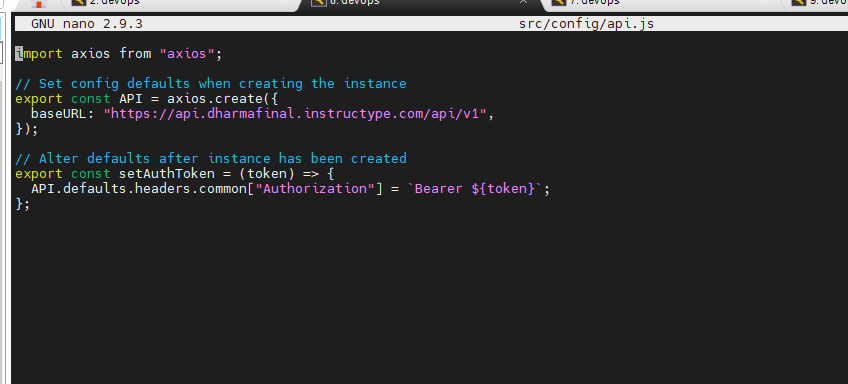 2. devops
6. devops
7. devops
9. devo
GNU nano 2.9.3 src/config/api.js
import axios from "axios";
// Set config defaults when creating the instance
export const API = axios.create({
baseURL: "https://api.dharmafinal.instructype.com/api/v1",
});
// Alter defaults after instance has been created
export const setAuthToken = (token) => {
API.defaults.headers.common["Authorization"] = `Bearer ${token}`;
};